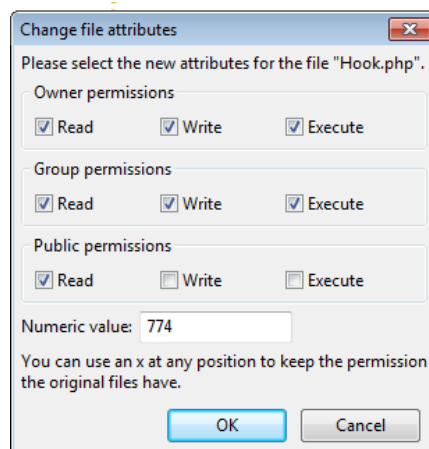 Change file attributes
Please select the new attributes for the file "Hook.php".
Owner permissions
Read Write Execute
Group permissions
Read Write Execute
Public permissions
Read Write Execute
Numeric value: 774
You can use an x at any position to keep the permission
the original files have.
OK Cancel